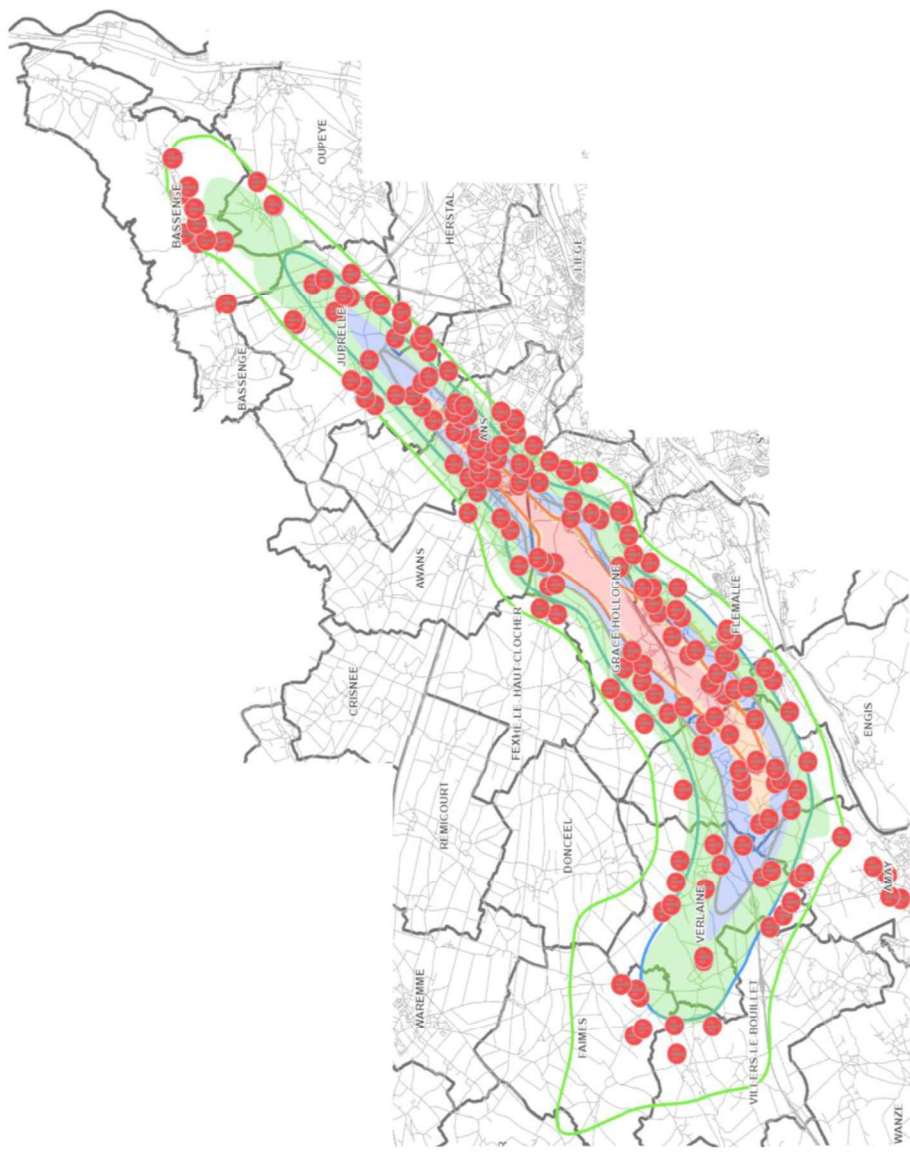 OUPEYE
BASSENGE
HERSTAL
LIEGE
JUPRELLE
BASSENGE
ANS
AWANS
GRACE-HOLLOGNE
FLEMALLE
FEXHE-LE-HAUT-CLOCHER
CRISNEE
ENGIS
REMICOURT
DONCEEL
AMAY
VERLAINE
WAREMME
FAIMES
VILLERS-LE-BOUILLET
WANZE